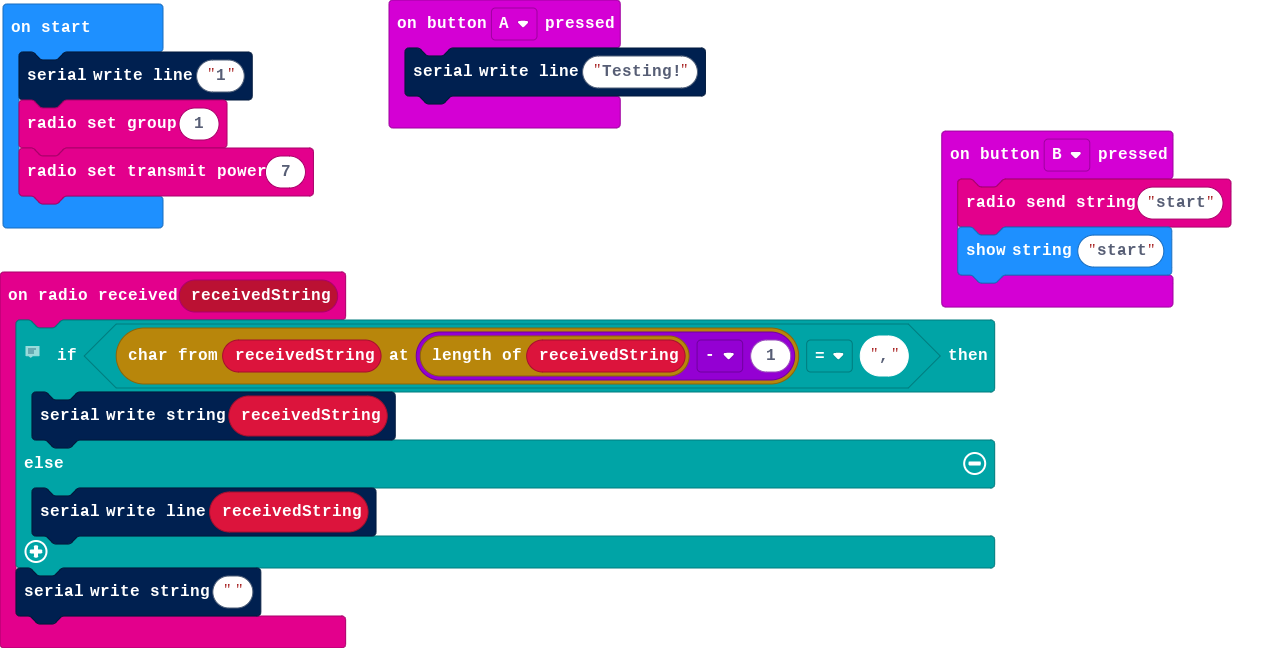 on start
serial write line "1"
radio set group 1
radio set transmit power 7
on button A pressed
serial write line "Testing!"
on button B pressed
radio send string "start"
show string "start"
on radio received receivedString
if char from receivedString at length of receivedString - 1 = "," then
serial write string receivedString
else
serial write line receivedString
serial write string ""